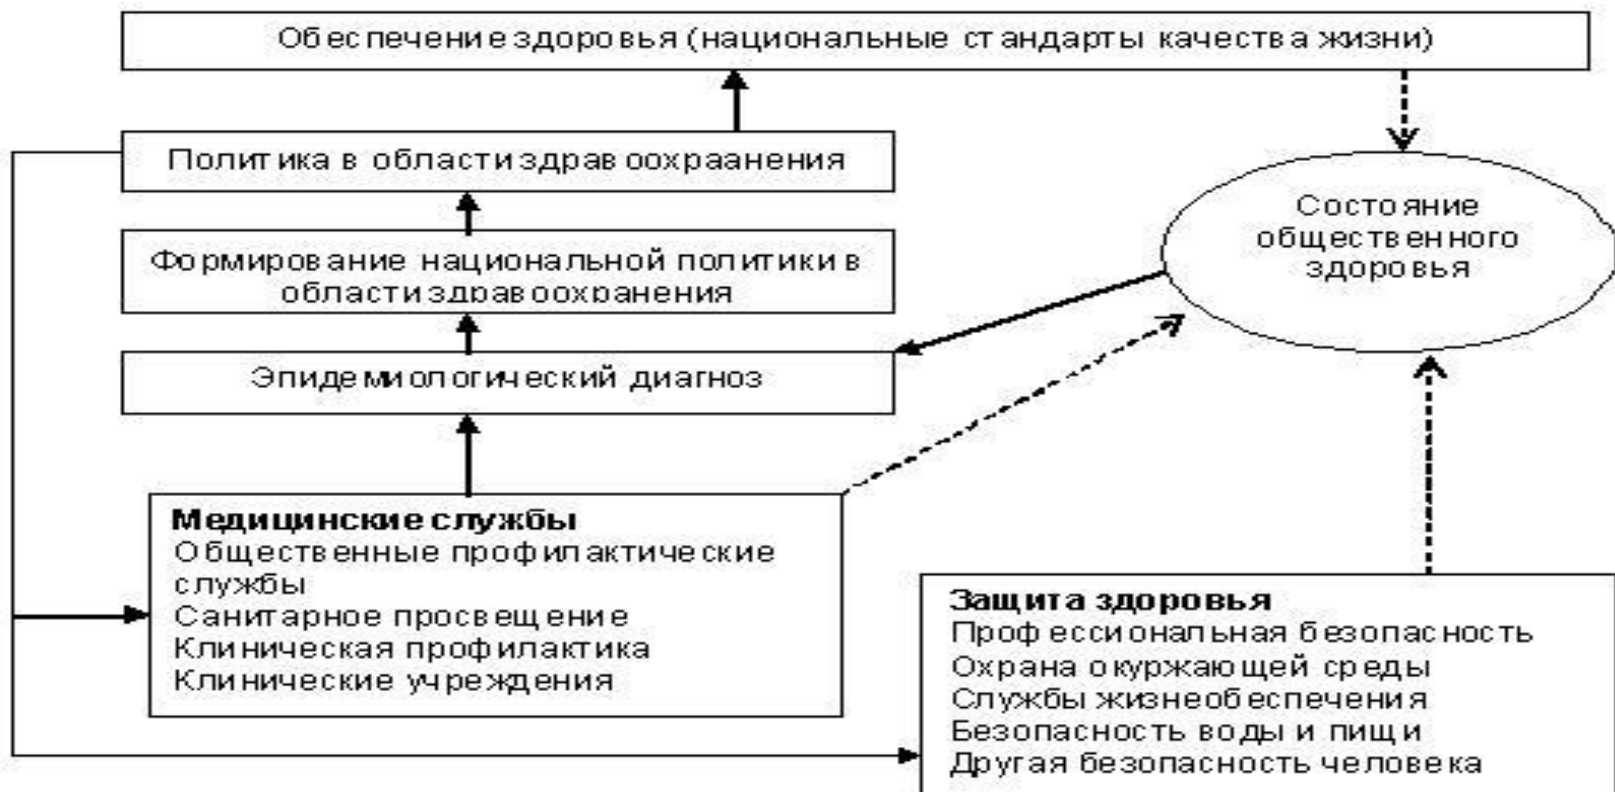 Обеспечение здоровья (национальные стандарты качества жизни)
Политика в области здравоохраанения
Формирование национальной политики в
области здравоохранения
Эпидемиологический диагноз
Состояние
общественного
здоровья
Медицинские службы
Общественные профилактические
службы
Санитарное просвещение
Клиническая профилактика
Клинические учреждения
Защита здоровья
Профессиональная безопасность
Охрана окуржающей среды
Службы жизнеобеспечения
Безопасность воды и пищи
Другая безопасность человека